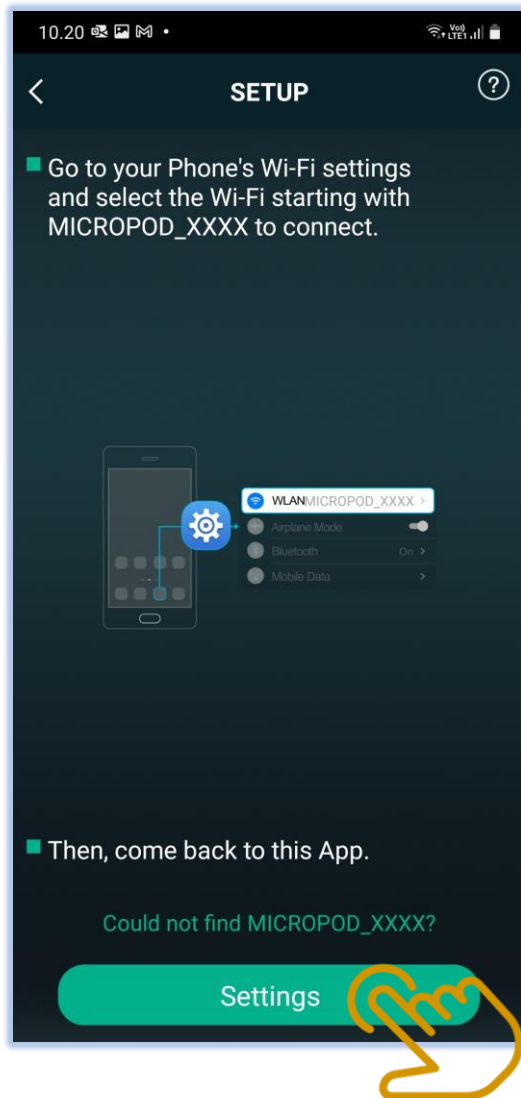 10.20
Vo)) LTE1
SETUP
?
Go to your Phone's Wi-Fi settings
and select the Wi-Fi starting with
MICROPOD_XXXX to connect.
WLAN MICROPOD_XXXX >
Airplane Mode
Bluetooth On >
Mobile Data >
Then, come back to this App.
Could not find MICROPOD_XXXX?
Settings